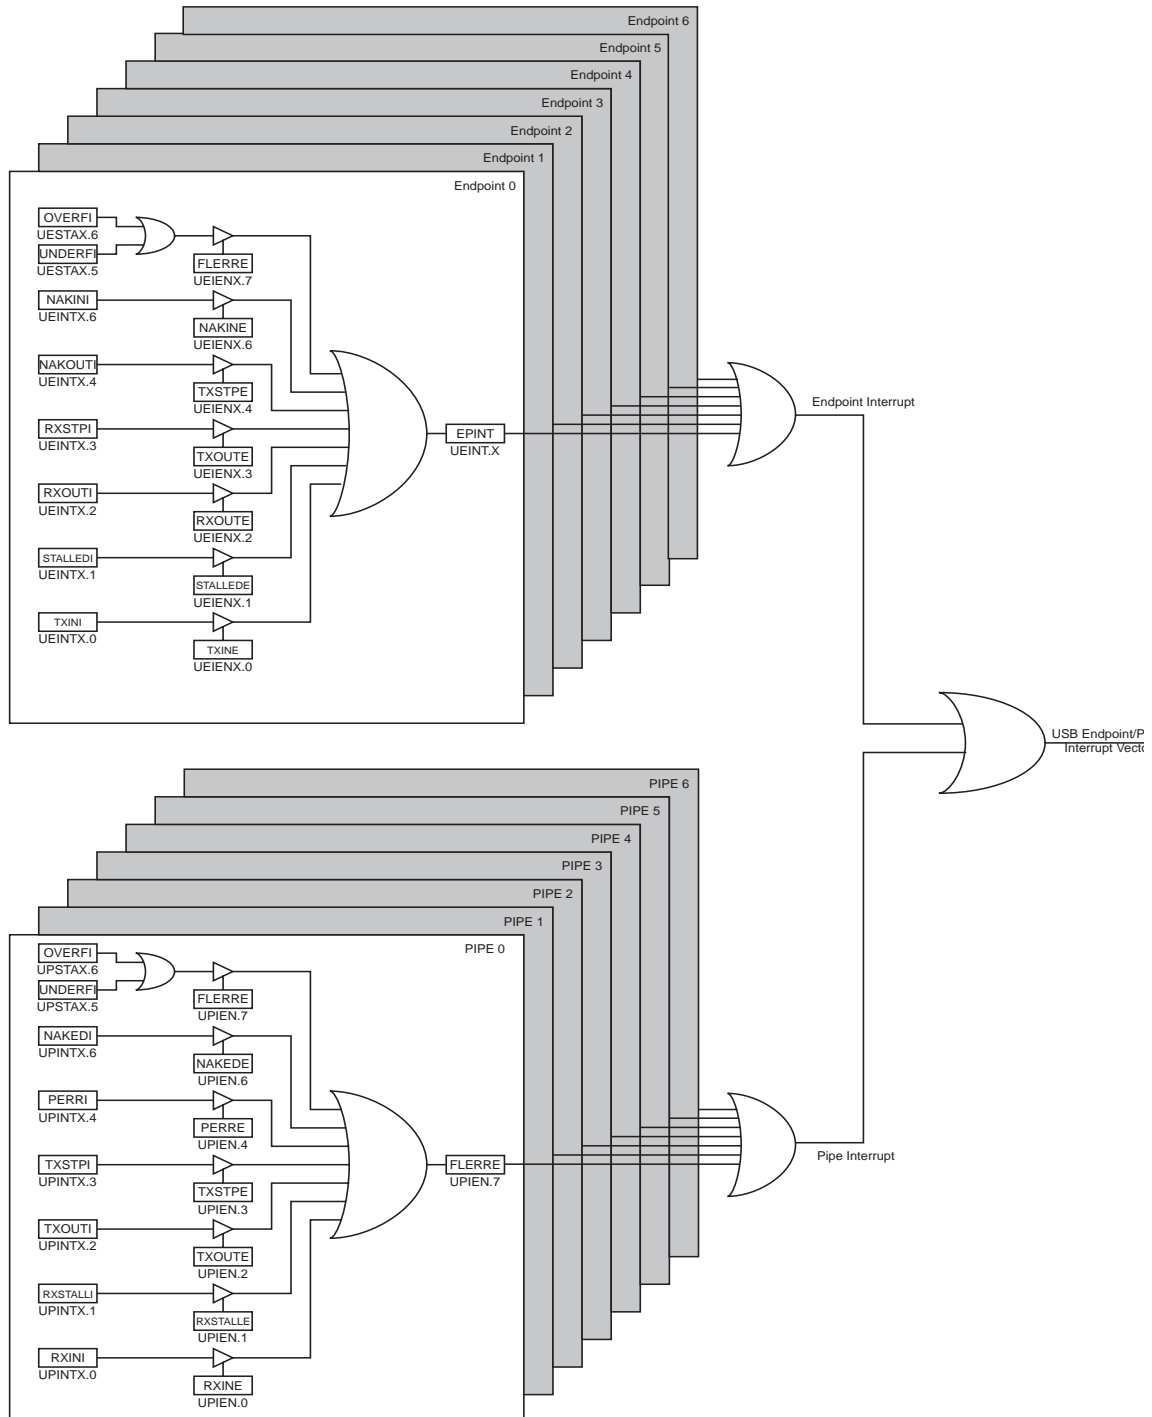 Endpoint 6
Endpoint 5
Endpoint 4
Endpoint 3
Endpoint 2
Endpoint 1
Endpoint 0
OVERFI
UESTAX.6
UNDERFI
UESTAX.5
FLERRE
UEIENX.7
NAKINI
UEINTX.6
NAKINE
UEIENX.6
NAKOUTI
UEINTX.4
TXSTPE
UEIENX.4
RXSTPI
UEINTX.3
TXOUTE
UEIENX.3
RXOUTI
UEINTX.2
RXOUTE
UEIENX.2
STALLEDI
UEINTX.1
STALLEDE
UEIENX.1
TXINI
UEINTX.0
TXINE
UEIENX.0
EPINT
UEINT.X
Endpoint Interrupt
USB Endpoint/P
Interrupt Vect
PIPE 6
PIPE 5
PIPE 4
PIPE 3
PIPE 2
PIPE 1
PIPE 0
OVERFI
UPSTAX.6
UNDERFI
UPSTAX.5
FLERRE
UPIEN.7
NAKEDI
UPINTX.6
NAKEDE
UPIEN.6
PERRI
UPINTX.4
PERRE
UPIEN.4
TXSTPI
UPINTX.3
TXSTPE
UPIEN.3
TXOUTI
UPINTX.2
TXOUTE
UPIEN.2
RXSTALLI
UPINTX.1
RXSTALLE
UPIEN.1
RXINI
UPINTX.0
RXINE
UPIEN.0
FLERRE
UPIEN.7
Pipe Interrupt